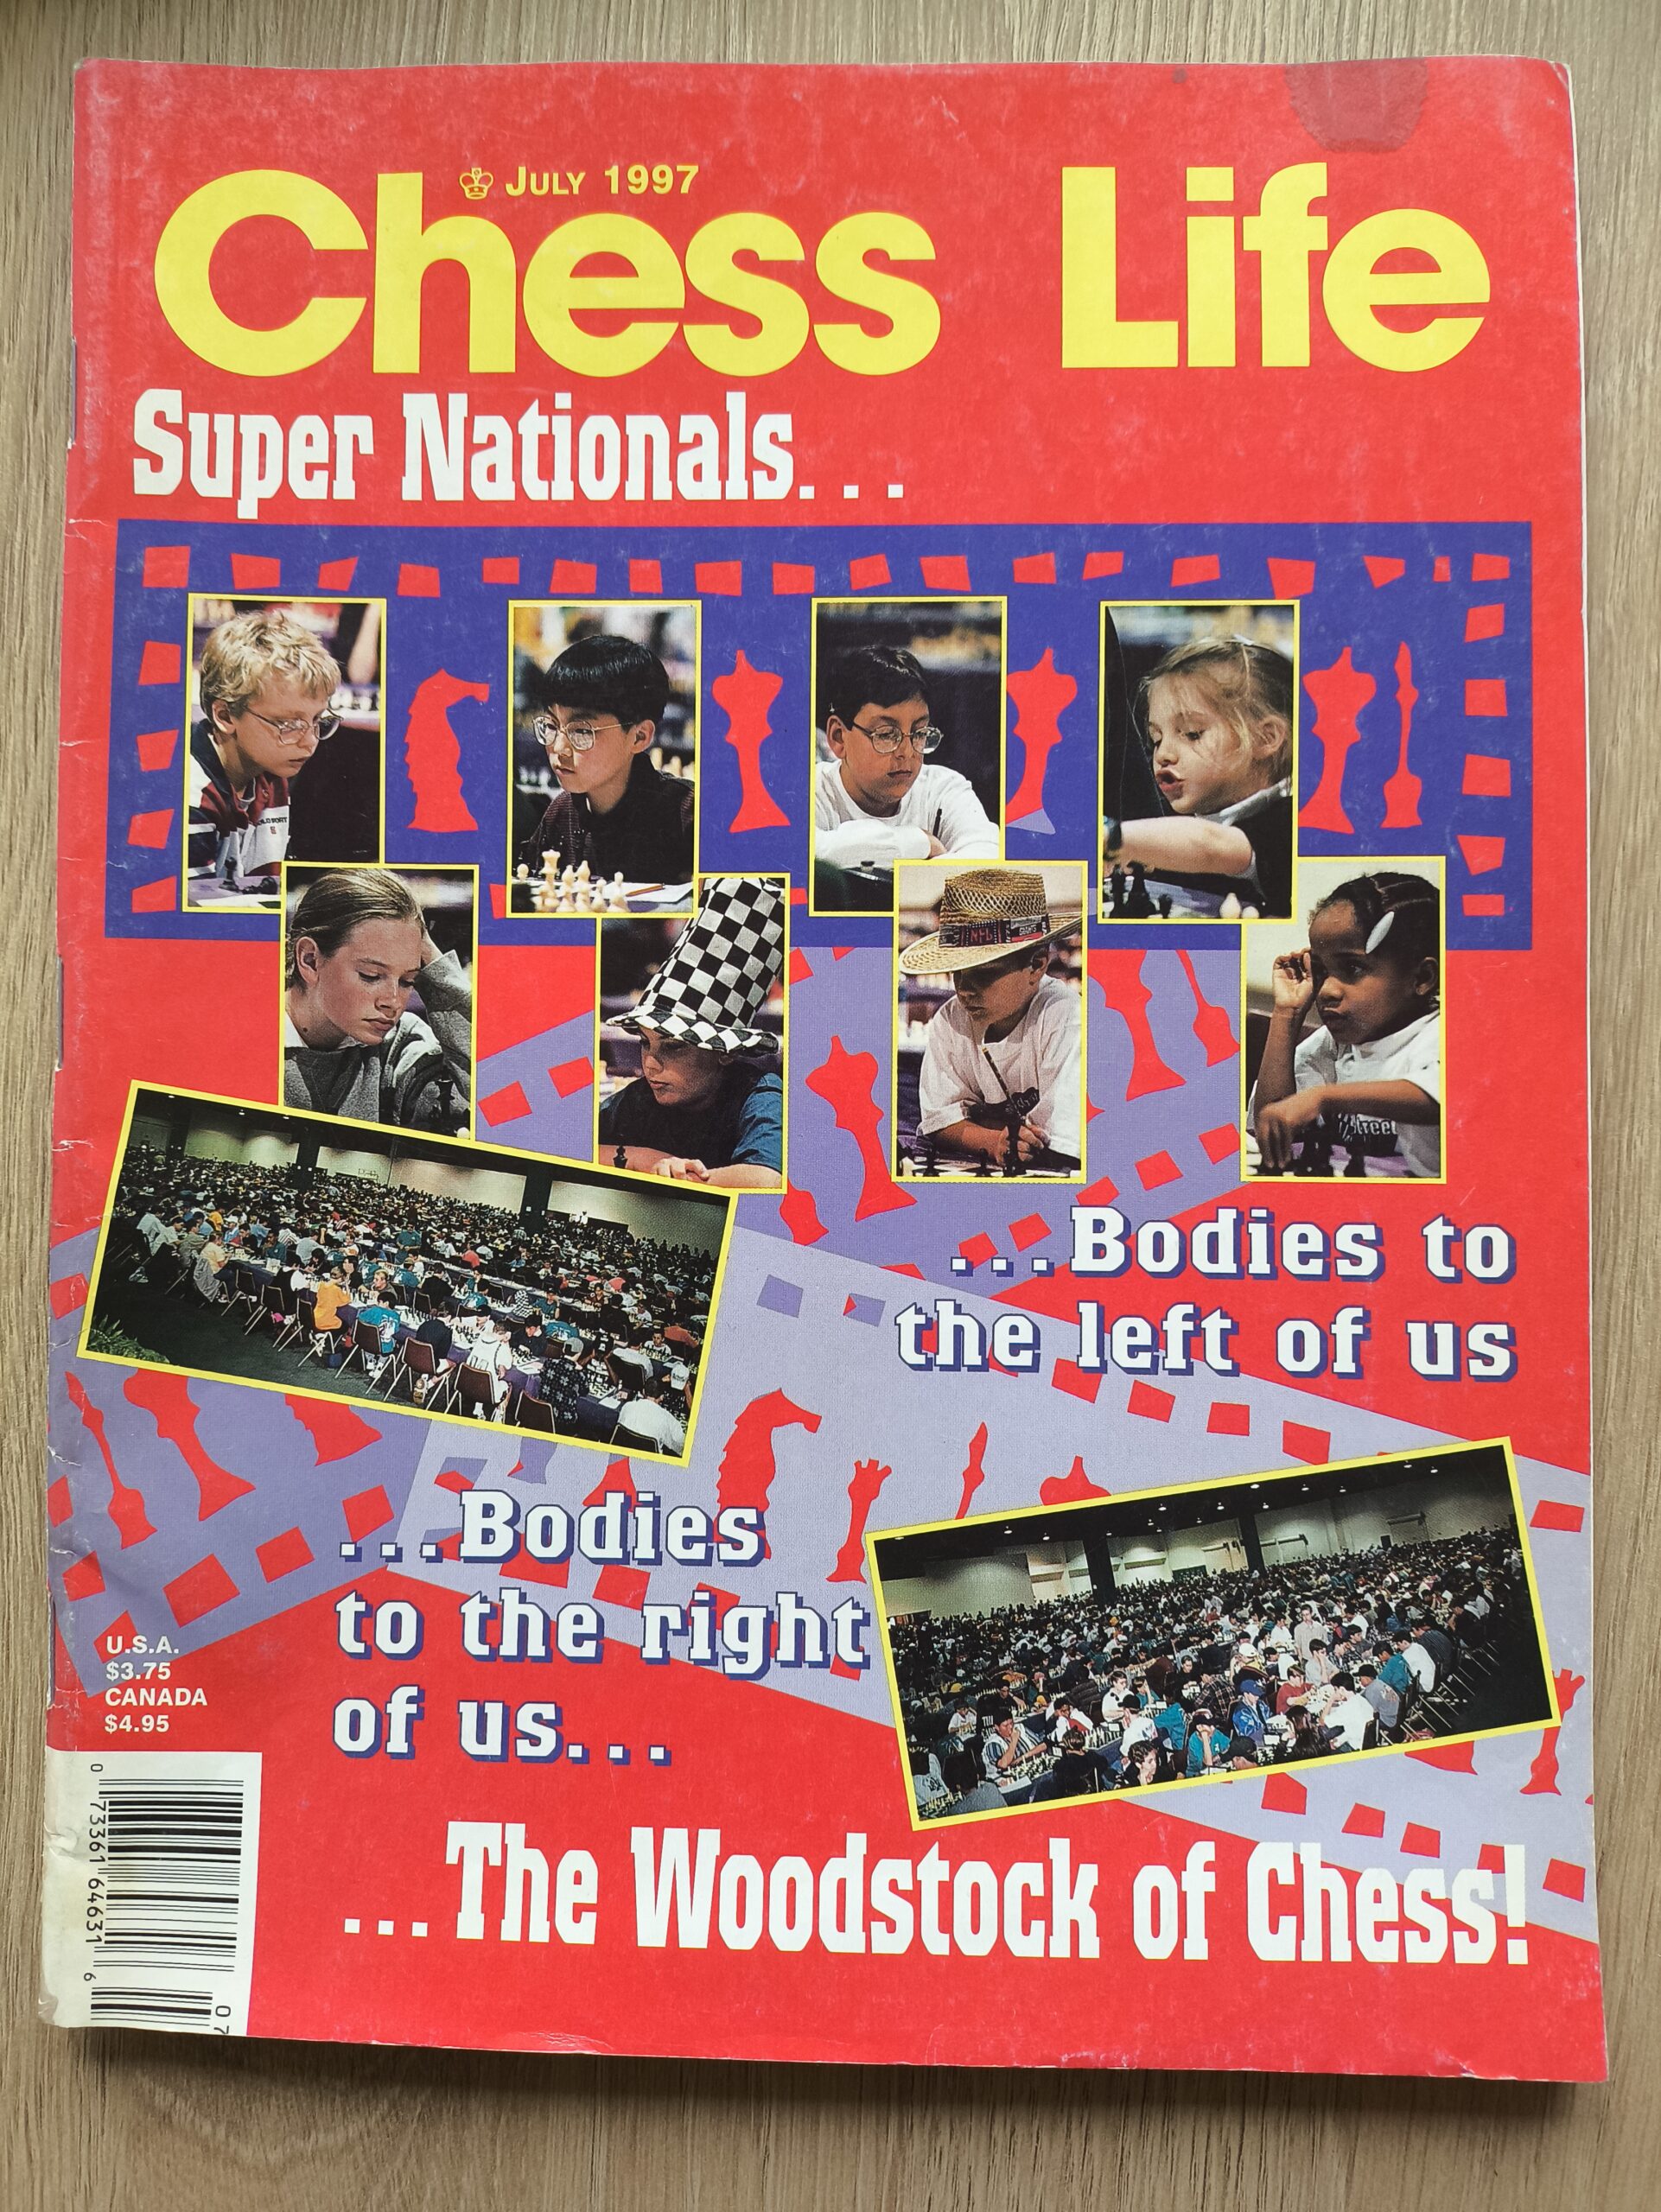 July 1997
Chess Life
Super Nationals...
NFL
...Bodies to
the left of us
...Bodies
to the right
of us...
U.S.A.
$3.75
CANADA
$4.95
...The Woodstock of Chess!
0 73361 64631 6
07